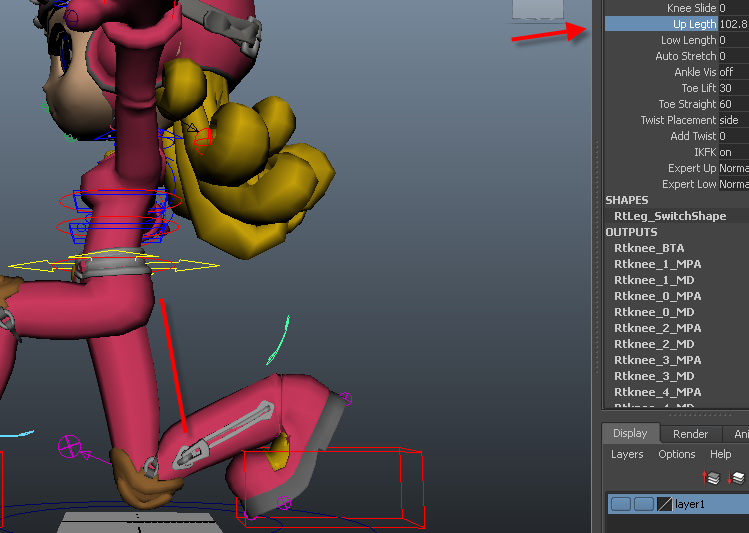 Knee Slide 0
Up Legth 102.8
Low Length 0
Auto Stretch 0
Ankle Vis off
Toe Lift 30
Toe Straight 60
Twist Placement side
Add Twist 0
IKFK on
Expert Up Norma
Expert Low Norma
SHAPES
RtLeg_SwitchShape
OUTPUTS
Rtknee_BTA
Rtknee_1_MPA
Rtknee_1_MD
Rtknee_0_MPA
Rtknee_0_MD
Rtknee_2_MPA
Rtknee_2_MD
Rtknee_3_MPA
Rtknee_3_MD
Rtknee_4_MPA
Display Render Ani
Layers Options Help
layer1